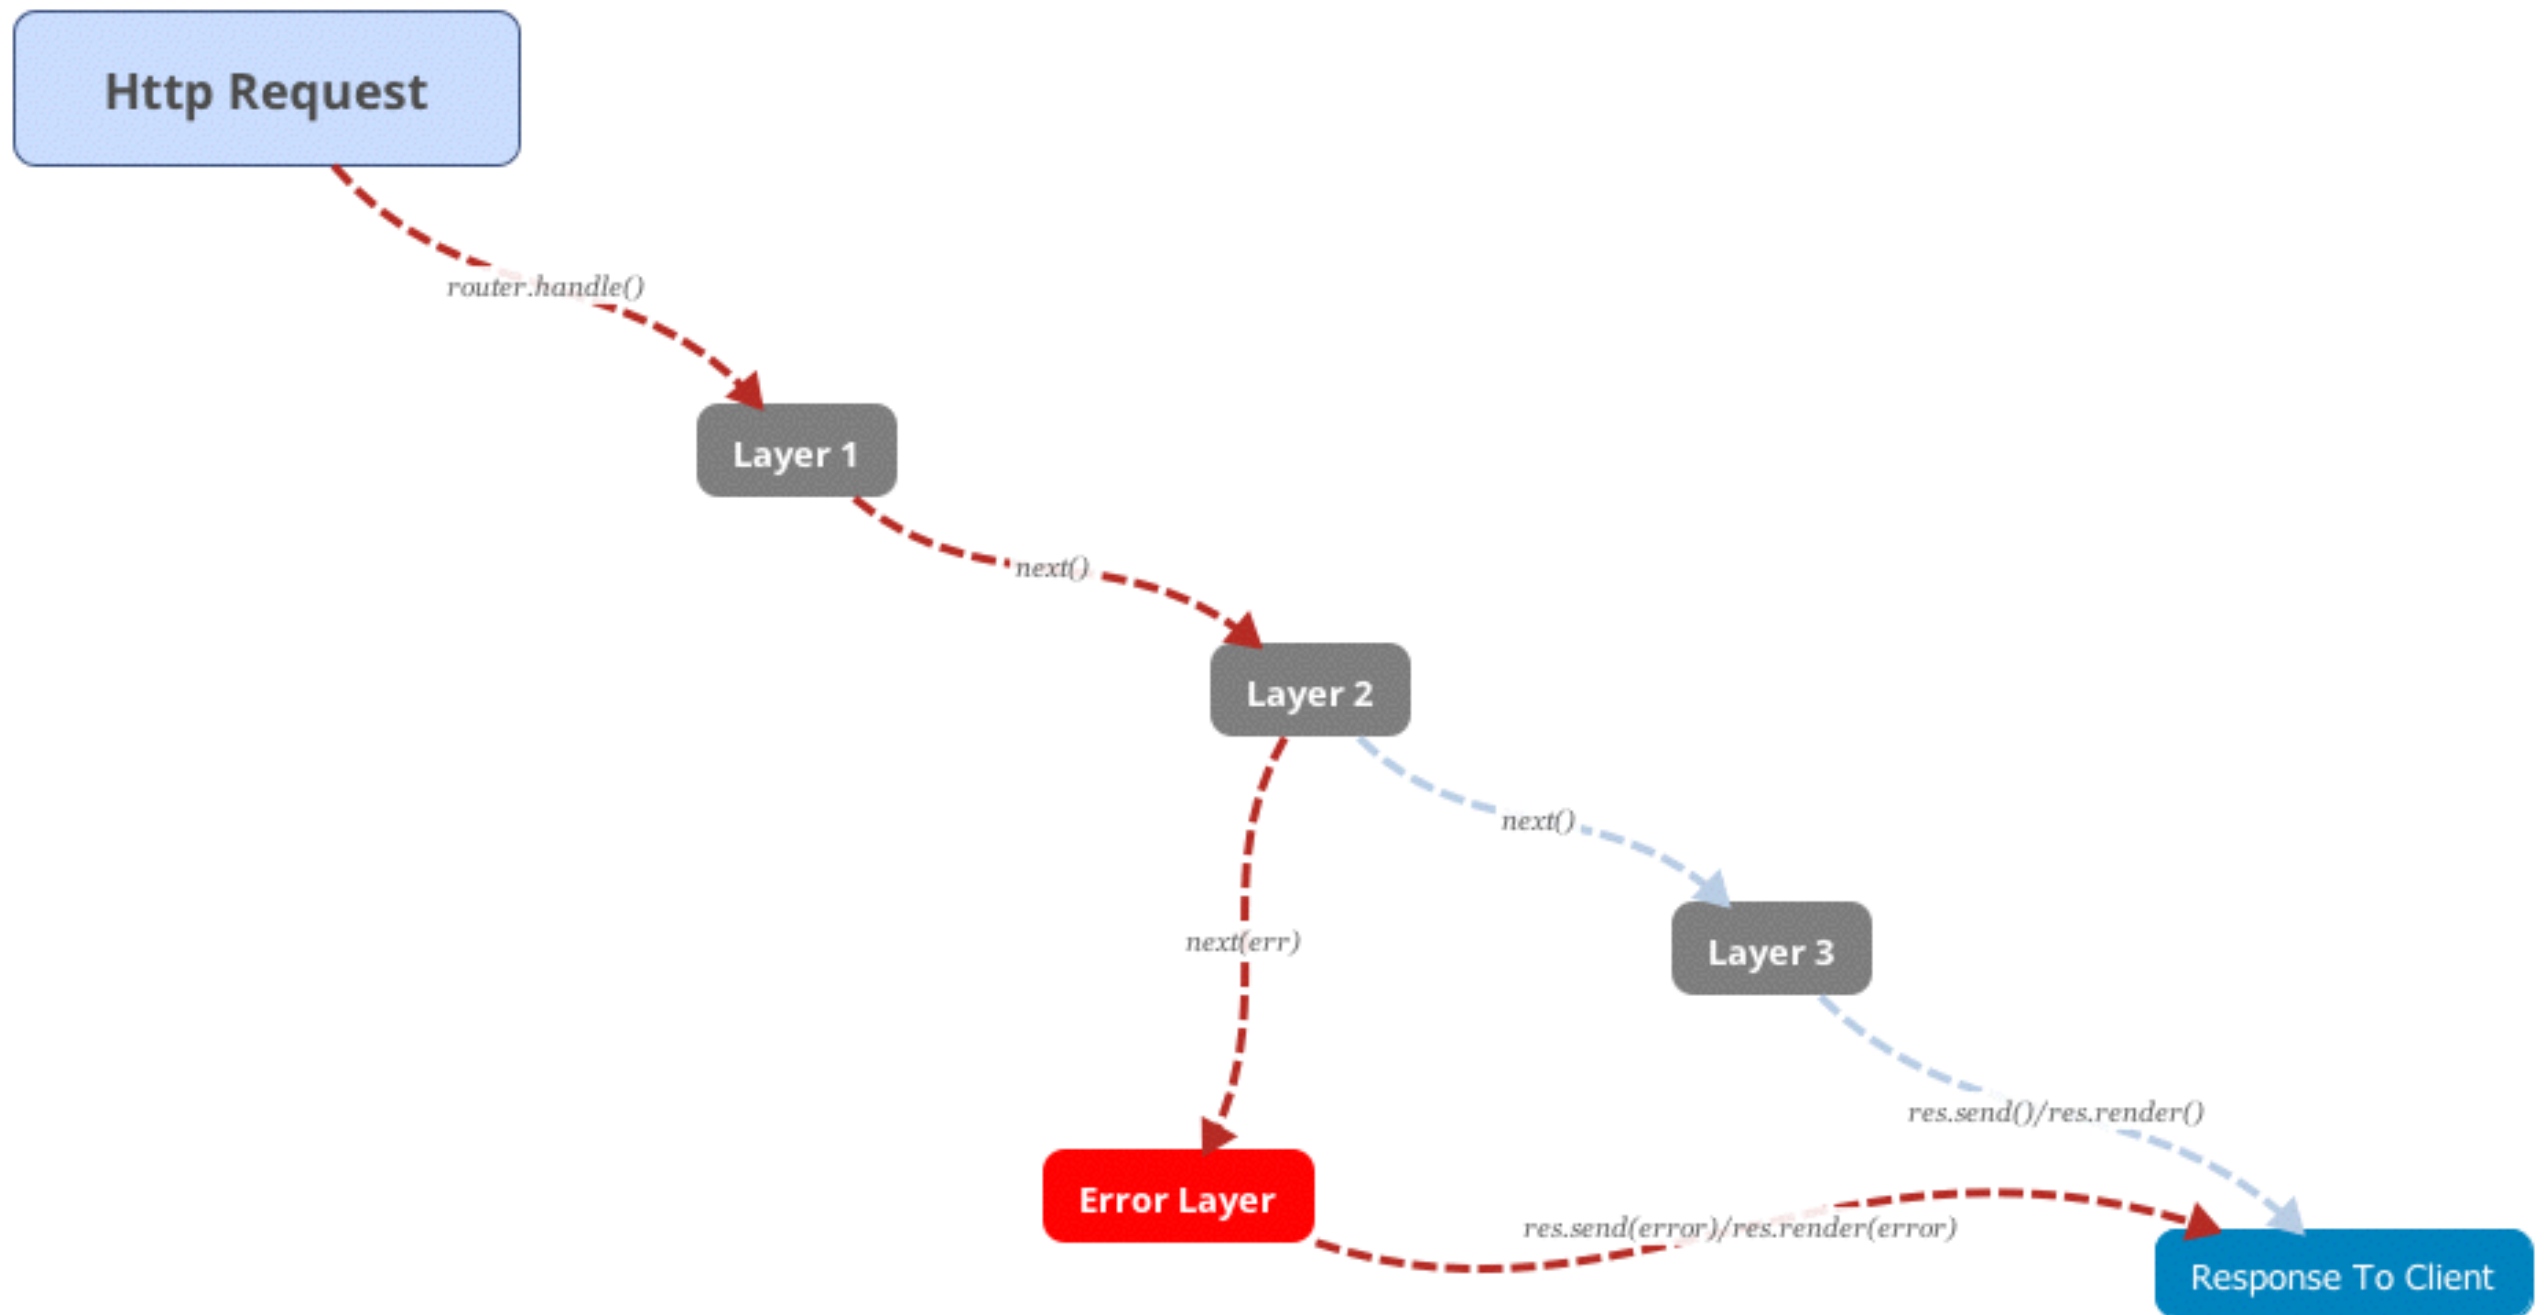 Http Request
router.handle()
Layer 1
next()
Layer 2
next()
next(err)
Layer 3
res.send()/res.render()
Error Layer
res.send(error)/res.render(error)
Response To Client